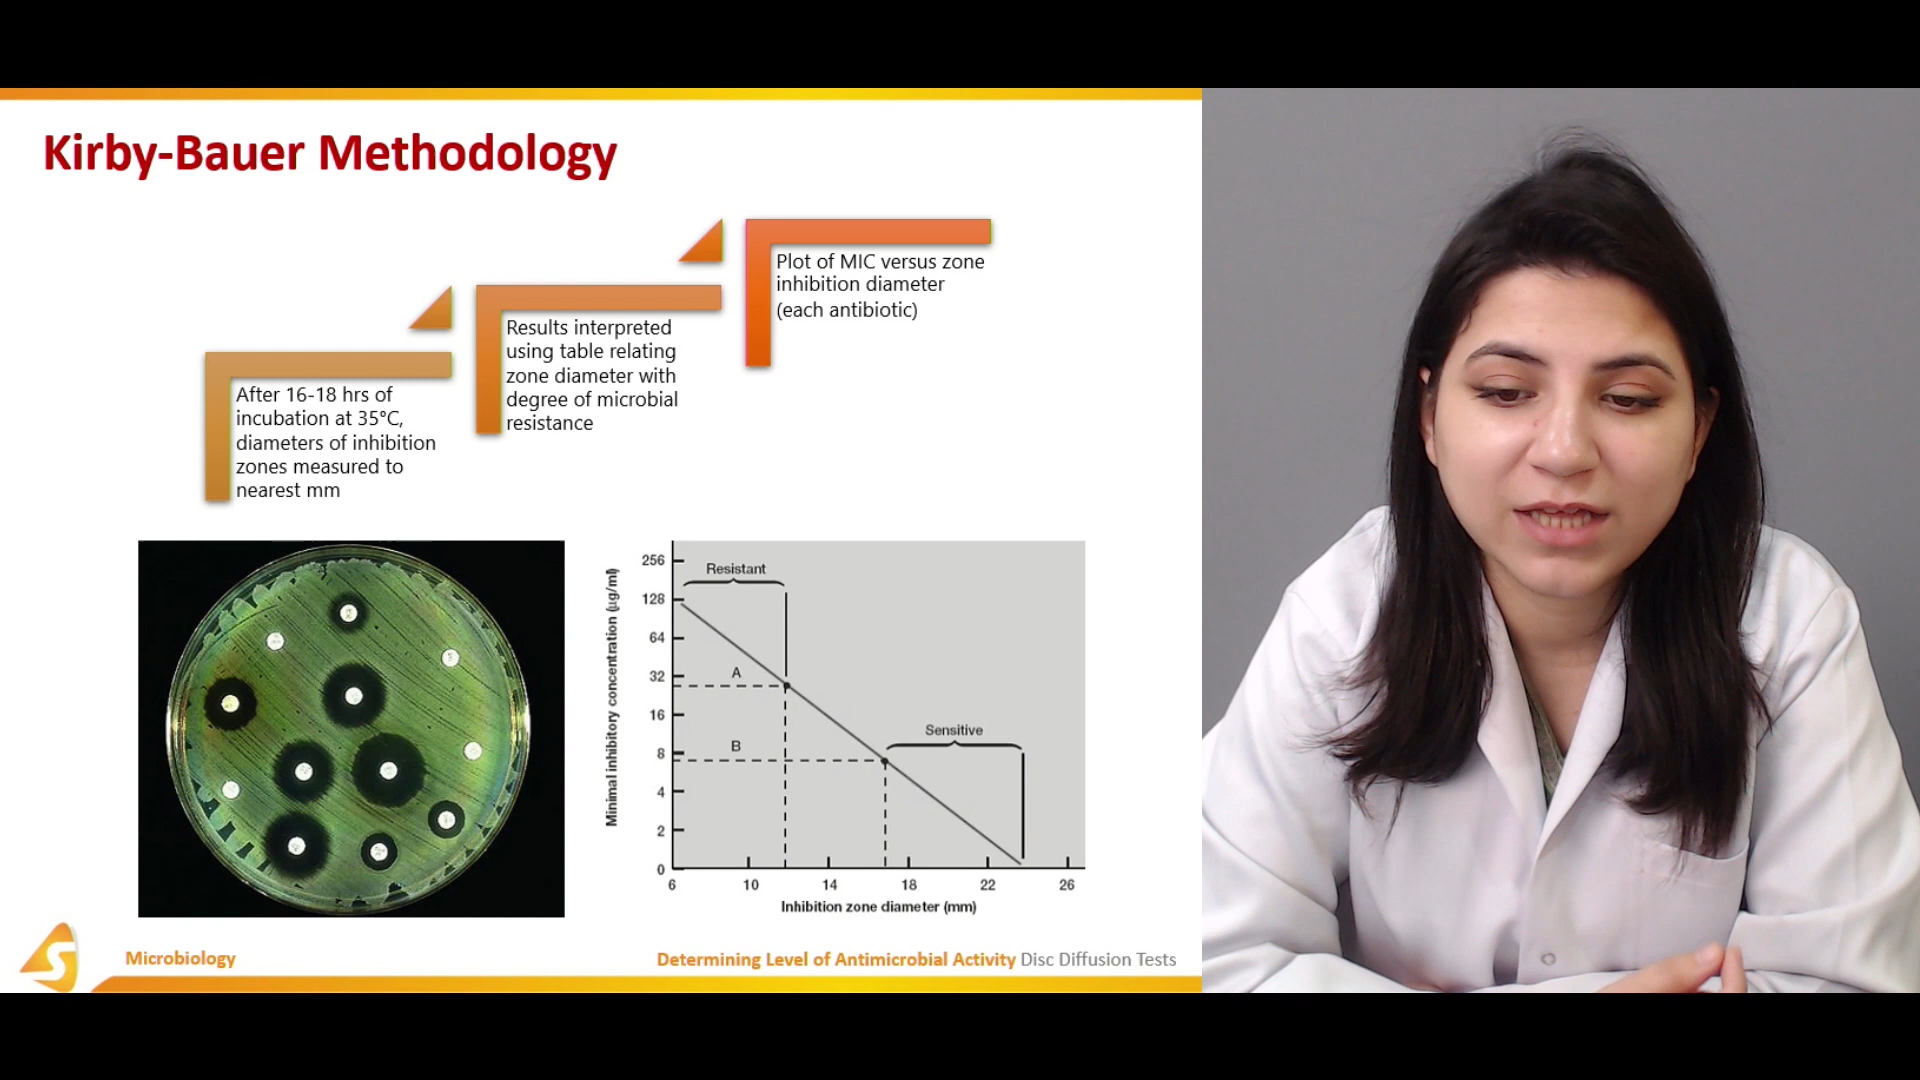 Kirby-Bauer Methodology
After 16-18 hrs of
incubation at 35°C,
diameters of inhibition
zones measured to
nearest mm
Results interpreted
using table relating
zone diameter with
degree of microbial
resistance
Plot of MIC versus zone
inhibition diameter
(each antibiotic)
Minimal inhibitory concentration (µg/ml)
256
128
64
32
16
8
4
2
0
Resistant
A
B
Sensitive
6 10 14 18 22 26
Inhibition zone diameter (mm)
S
Microbiology
Determining Level of Antimicrobial Activity Disc Diffusion Tests